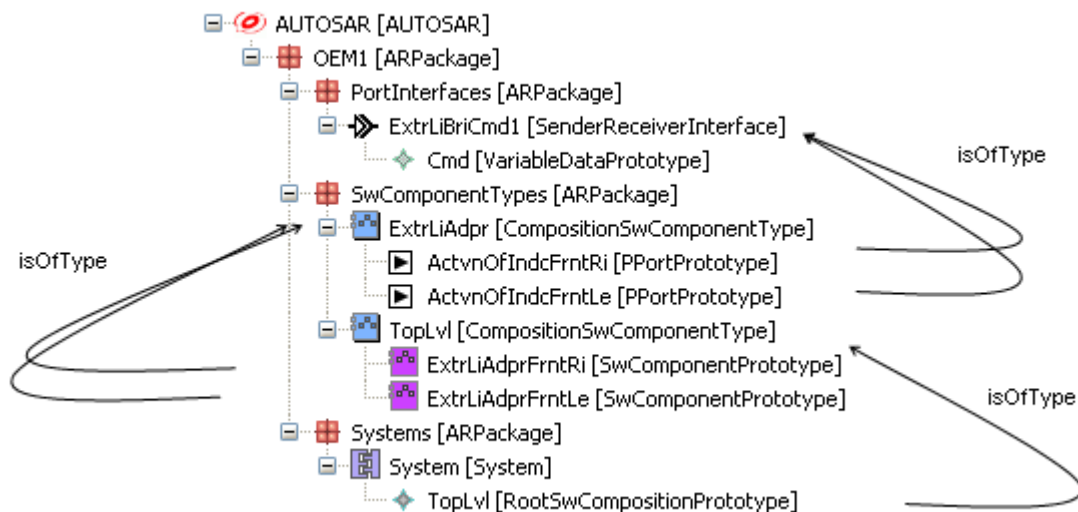 AUTOSAR [AUTOSAR]
OEM1 [ARPackage]
PortInterfaces [ARPackage]
ExtrLiBriCmd1 [SenderReceiverInterface]
isOfType
Cmd [VariableDataPrototype]
SwComponentTypes [ARPackage]
ExtrLiAdpr [CompositionSwComponentType]
isOfType
ActvnOfIndcFrntRi [PPortPrototype]
ActvnOfIndcFrntLe [PPortPrototype]
TopLvl [CompositionSwComponentType]
ExtrLiAdprFrntRi [SwComponentPrototype]
ExtrLiAdprFrntLe [SwComponentPrototype]
isOfType
Systems [ARPackage]
System [System]
TopLvl [RootSwCompositionPrototype]